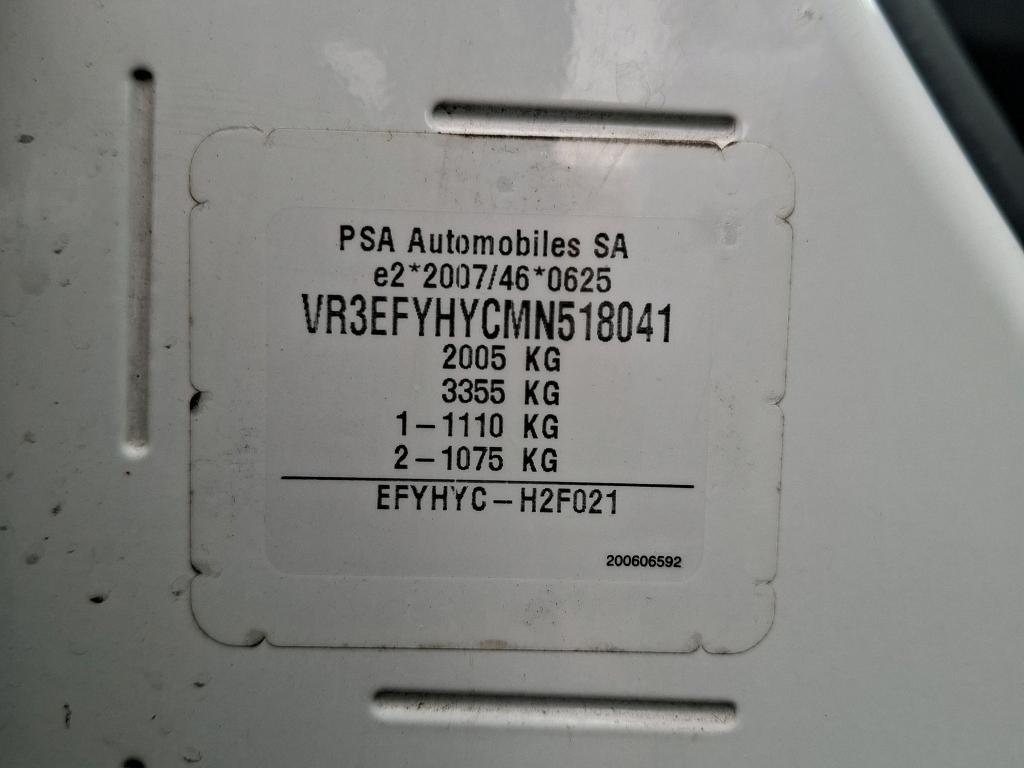 PSA Automobiles SA
e2*2007/46*0625
VR3EFYHYCMN518041
2005 KG
3355 KG
1-1110 KG
2-1075 KG
EFYHYC-H2F021
200606592